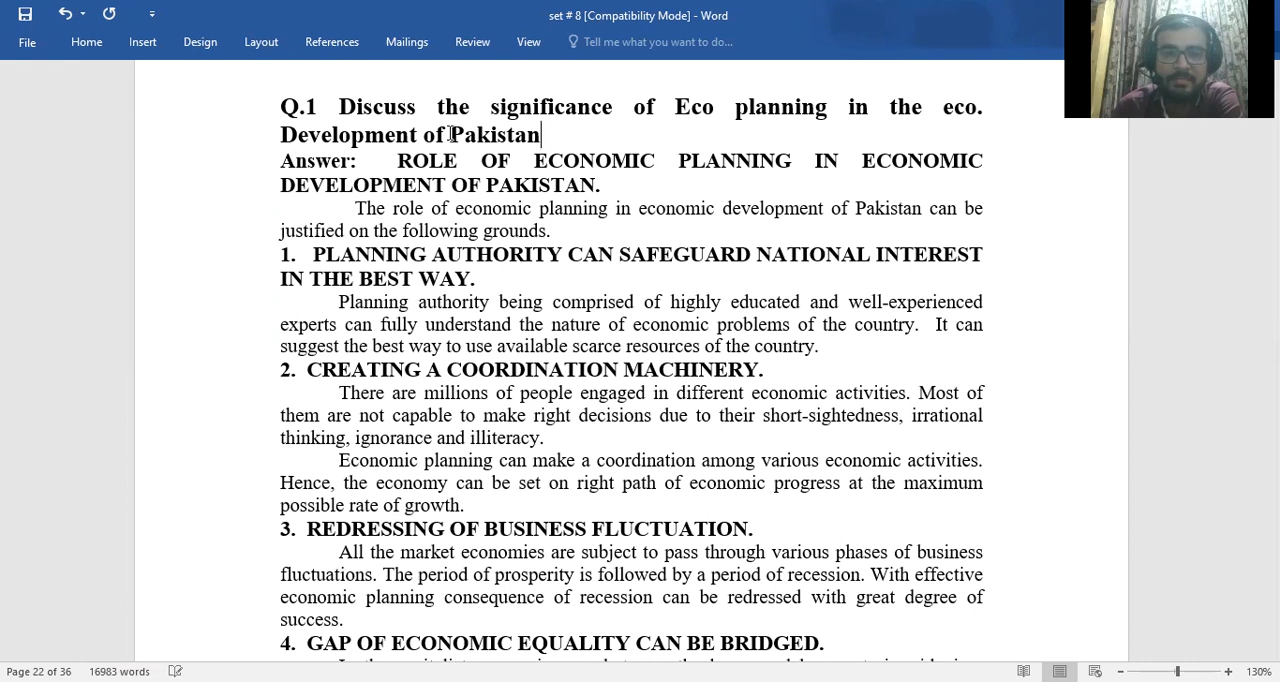 set # 8 [Compatibility Mode] - Word
File Home Insert Design Layout References Mailings Review View Tell me what you want to do...
Q.1 Discuss the significance of Eco planning in the eco.
Development of Pakistan
Answer: ROLE OF ECONOMIC PLANNING IN ECONOMIC
DEVELOPMENT OF PAKISTAN.
The role of economic planning in economic development of Pakistan can be
justified on the following grounds.
1. PLANNING AUTHORITY CAN SAFEGUARD NATIONAL INTEREST
IN THE BEST WAY.
Planning authority being comprised of highly educated and well-experienced
experts can fully understand the nature of economic problems of the country. It can
suggest the best way to use available scarce resources of the country.
2. CREATING A COORDINATION MACHINERY.
There are millions of people engaged in different economic activities. Most of
them are not capable to make right decisions due to their short-sightedness, irrational
thinking, ignorance and illiteracy.
Economic planning can make a coordination among various economic activities.
Hence, the economy can be set on right path of economic progress at the maximum
possible rate of growth.
3. REDRESSING OF BUSINESS FLUCTUATION.
All the market economies are subject to pass through various phases of business
fluctuations. The period of prosperity is followed by a period of recession. With effective
economic planning consequence of recession can be redressed with great degree of
success.
4. GAP OF ECONOMIC EQUALITY CAN BE BRIDGED.
Page 22 of 36 16983 words 130%